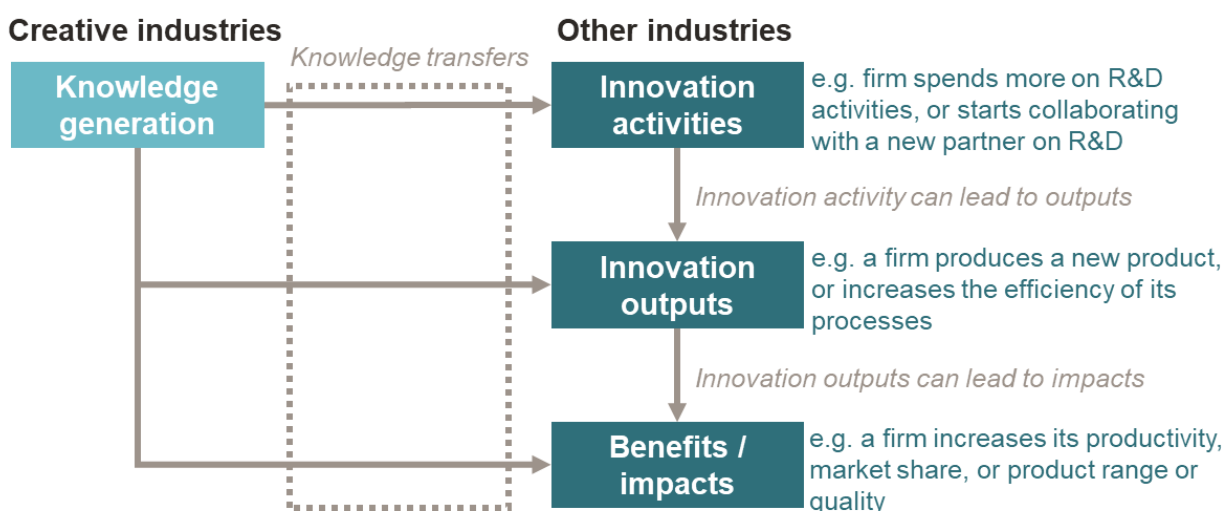 Creative industries
Other industries
Knowledge transfers
Knowledge
generation
Innovation
activities
e.g. firm spends more on R&D
activities, or starts collaborating
with a new partner on R&D
Innovation activity can lead to outputs
Innovation
outputs
e.g. a firm produces a new product,
or increases the efficiency of its
processes
Innovation outputs can lead to impacts
Benefits /
impacts
e.g. a firm increases its productivity,
market share, or product range or
quality